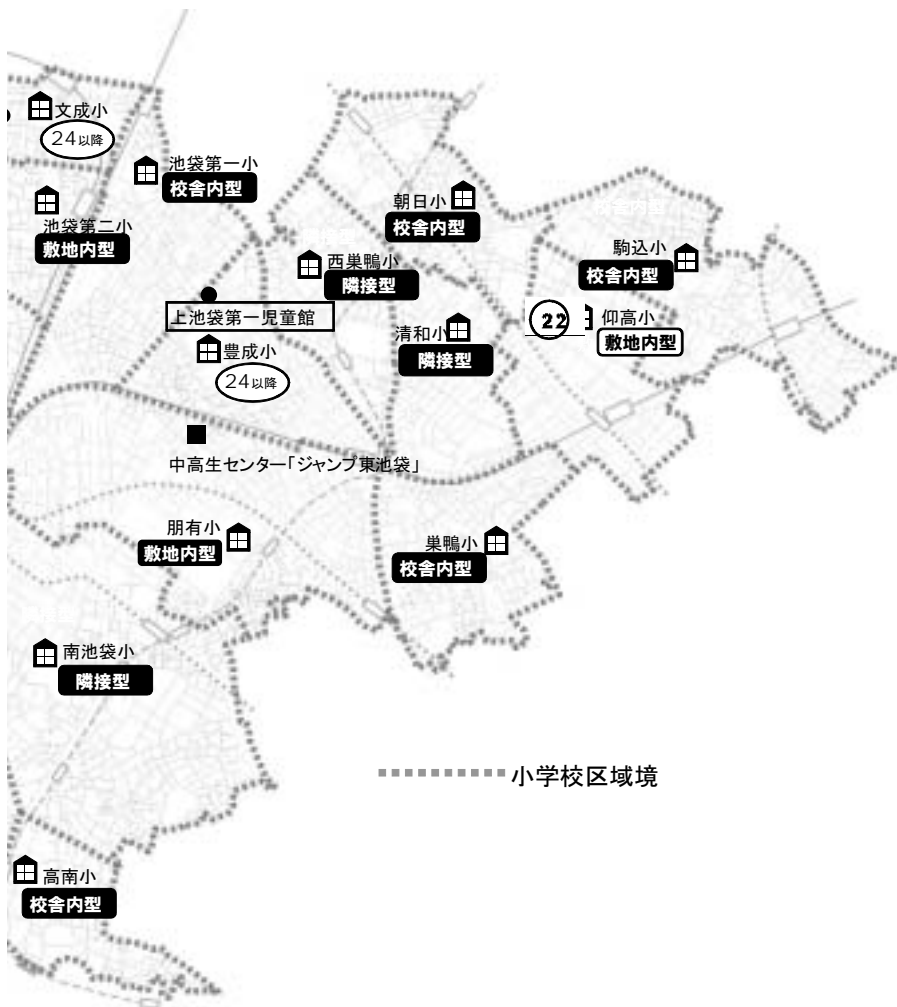 文成小
24以降
池袋第一小
校舎内型
池袋第二小
敷地内型
朝日小
校舎内型
校舎内型
駒込小
校舎内型
西巣鴨小
隣接型
上池袋第一児童館
清和小
隣接型
22
仰高小
敷地内型
豊成小
24以降
中高生センター「ジャンプ東池袋」
朋有小
敷地内型
巣鴨小
校舎内型
南池袋小
隣接型
小学校区域境
高南小
校舎内型